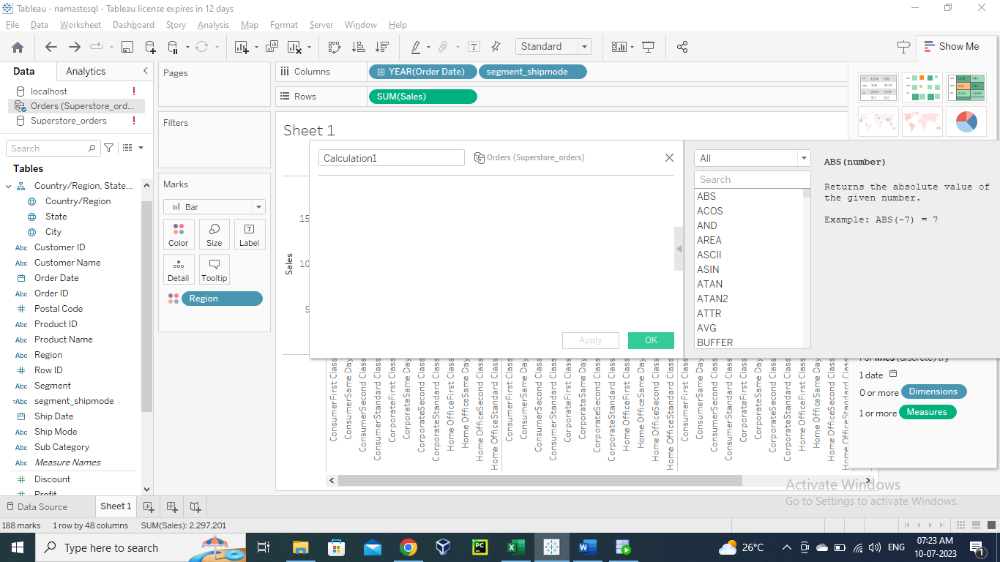 Tableau - namastesql - Tableau license expires in 12 days
File Data Worksheet Dashboard Story Analysis Map Format Server Window Help
Standard
Show Me
Data Analytics
localhost !
Orders (Superstore_ord...
Superstore_orders !
Search
Tables
Country/Region, State...
Country/Region
State
City
Abc Customer ID
Abc Customer Name
Order Date
Abc Order ID
# Postal Code
Abc Product ID
Abc Product Name
Abc Region
# Row ID
Abc Segment
=Abc segment_shipmode
Ship Date
Abc Ship Mode
Abc Sub Category
Abc Measure Names
# Discount
# Profit
Pages
Filters
Marks
Bar
Color Size Label
Detail Tooltip
Region
Columns YEAR(Order Date) segment_shipmode
Rows SUM(Sales)
Sheet 1
Sales
15
10
5
Calculation1
Orders (Superstore_orders)
Apply OK
All
Search
ABS
ACOS
AND
AREA
ASCII
ASIN
ATAN
ATAN2
ATTR
AVG
BUFFER
ABS(number)
Returns the absolute value of
the given number.
Example: ABS(-7) = 7
ConsumerFirst Class
ConsumerSame Day
ConsumerSecond Class
ConsumerStandard Class
CorporateFirst Class
CorporateSame Day
CorporateSecond Class
CorporateStandard Class
Home OfficeFirst Class
Home OfficeSame Day
Home OfficeSecond Class
Home OfficeStandard Class
ConsumerFirst Class
ConsumerSame Day
ConsumerSecond Class
ConsumerStandard Class
CorporateFirst Class
CorporateSame Day
CorporateSecond Class
CorporateStandard Class
Home OfficeFirst Class
Home OfficeSame Day
Home OfficeSecond Class
Home OfficeStandard Class
ConsumerFirst Class
ConsumerSame Day
ConsumerSecond Class
ConsumerStandard Class
CorporateFirst Class
CorporateSame Day
CorporateSecond Class
CorporateStandard Class
Home OfficeFirst Class
Home OfficeSame Day
Home OfficeSecond Class
For lines (discrete) try
1 date
0 or more Dimensions
1 or more Measures
Activate Windows
Go to Settings to activate Windows.
Data Source Sheet 1
188 marks 1 row by 48 columns SUM(Sales): 2,297,201
Type here to search
26°C
ENG
07:23 AM
10-07-2023
1